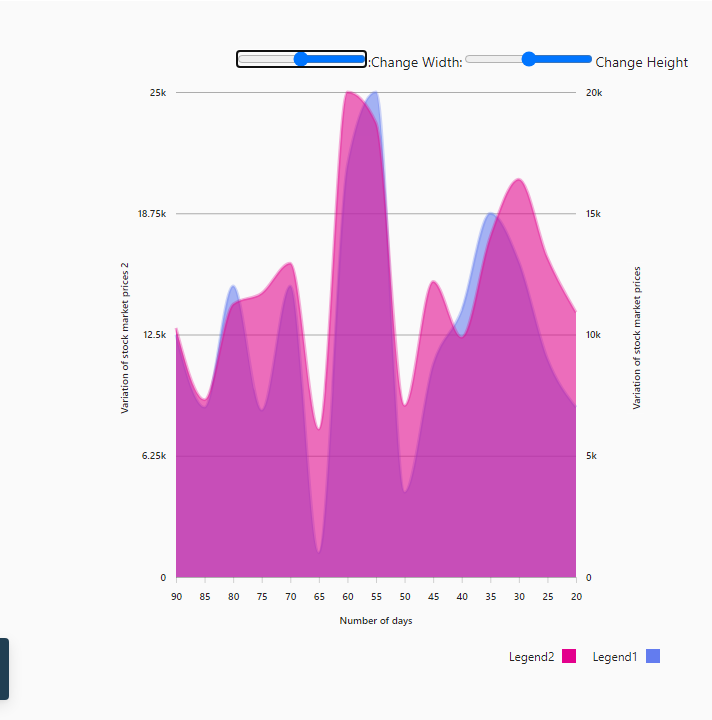 :Change Width: Change Height
25k 20k
18.75k 15k
12.5k 10k
6.25k 5k
0 0
Variation of stock market prices 2
Variation of stock market prices
90 85 80 75 70 65 60 55 50 45 40 35 30 25 20
Number of days
Legend2 Legend1